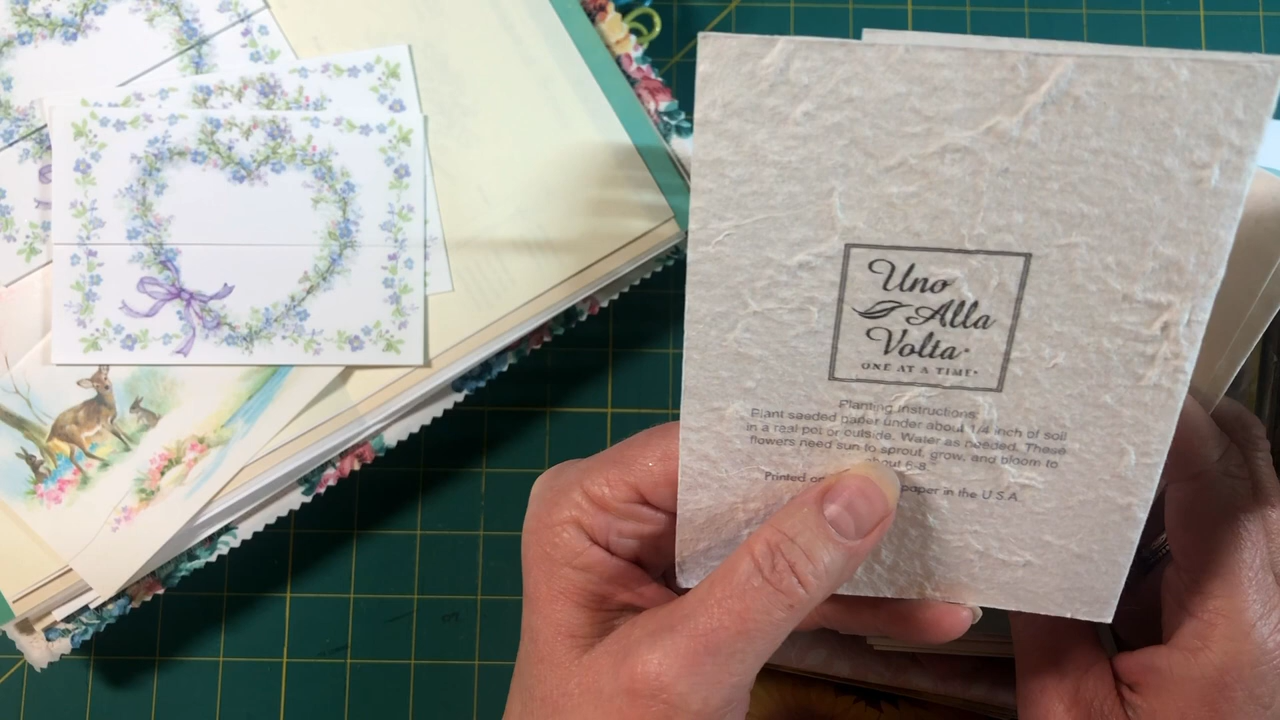 Uno
Alla
Volta
ONE AT A TIME
Planting Instructions:
Plant seeded paper under about 1/4 inch of soil
in a real pot or outside. Water as needed. These
flowers need sun to sprout, grow, and bloom to
about 6-8"
Printed on paper in the U.S.A.